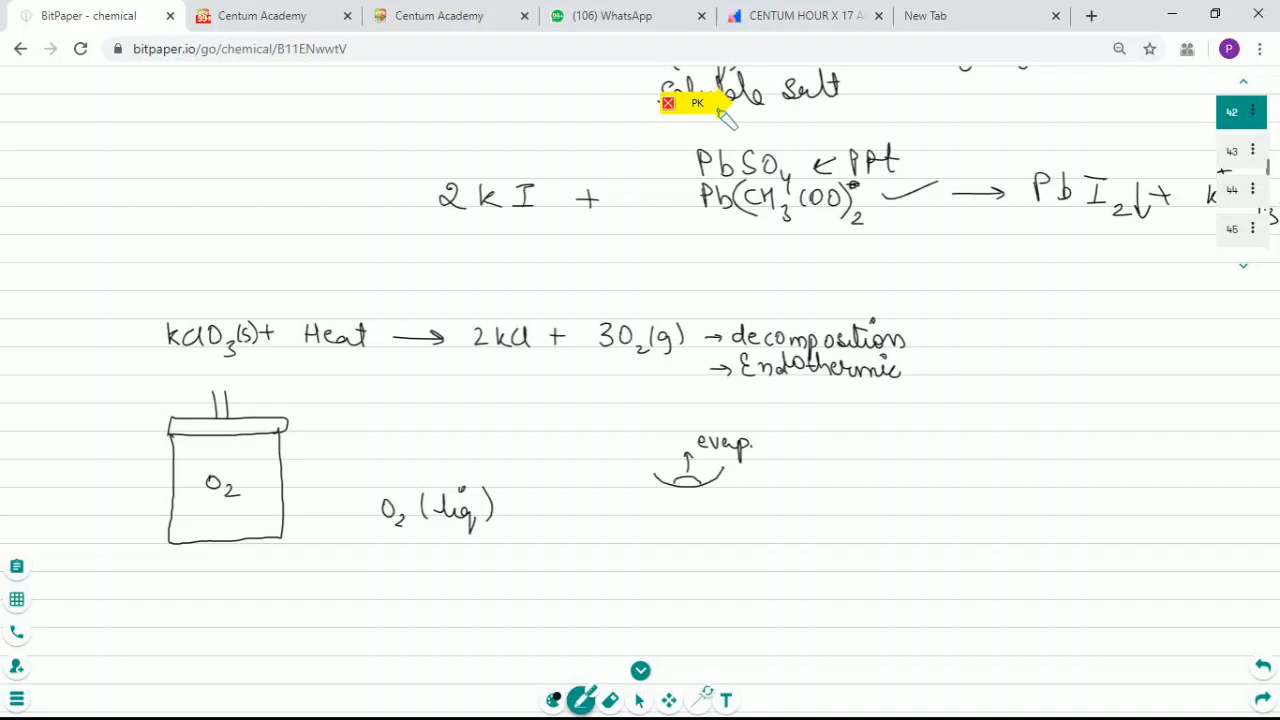 BitPaper - chemical
Centum Academy
Centum Academy
(106) WhatsApp
CENTUM HOUR X 17 A
New Tab
bitpaper.io/go/chemical/B11ENwwtV
P
soluble salt
PK
42
43
44
45
PbSO4 ← PPt
2KI + Pb(CH3COO)2 ✓ → PbI2↓ +
KClO3(s) + Heat → 2KCl + 3O2(g) → decomposition
→ Endothermic
evap.
O2
O2 (liq)
T